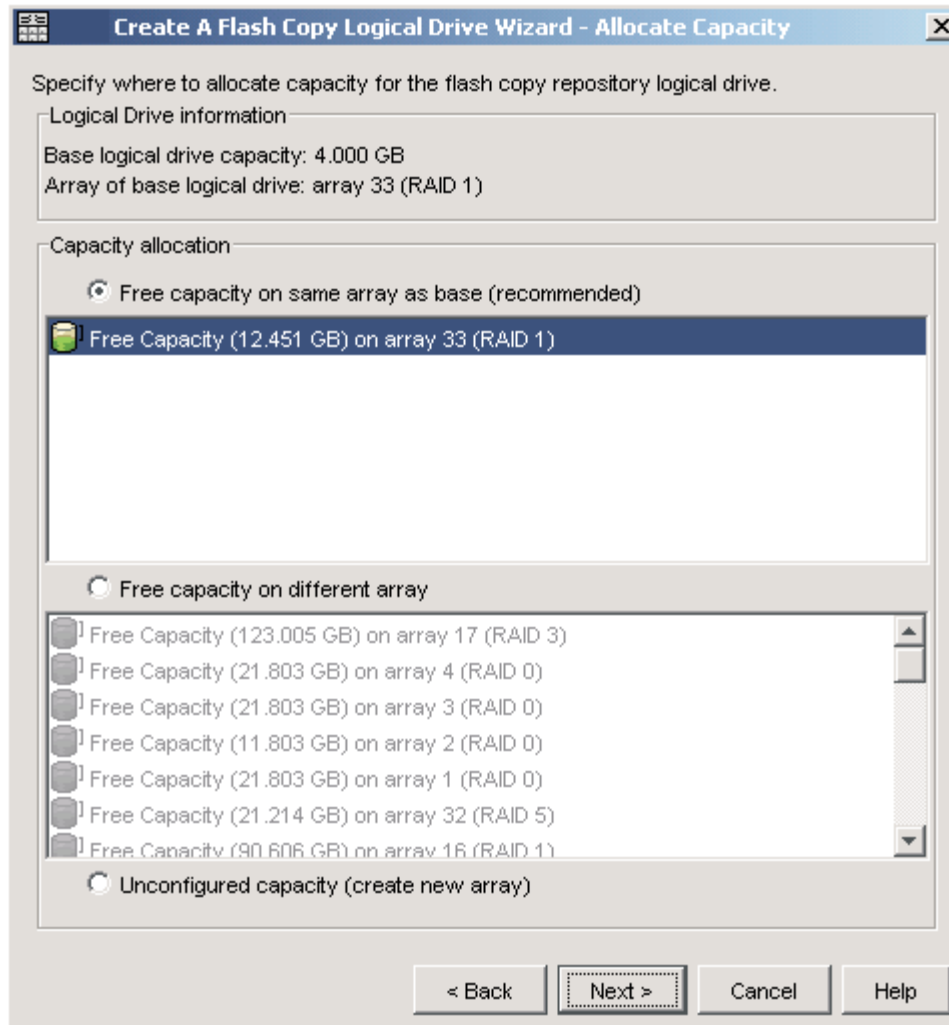 Create A Flash Copy Logical Drive Wizard - Allocate Capacity
Specify where to allocate capacity for the flash copy repository logical drive.
Logical Drive information
Base logical drive capacity: 4.000 GB
Array of base logical drive: array 33 (RAID 1)
Capacity allocation
Free capacity on same array as base (recommended)
Free Capacity (12.451 GB) on array 33 (RAID 1)
Free capacity on different array
Free Capacity (123.005 GB) on array 17 (RAID 3)
Free Capacity (21.803 GB) on array 4 (RAID 0)
Free Capacity (21.803 GB) on array 3 (RAID 0)
Free Capacity (11.803 GB) on array 2 (RAID 0)
Free Capacity (21.803 GB) on array 1 (RAID 0)
Free Capacity (21.214 GB) on array 32 (RAID 5)
Free Capacity (90.606 GB) on array 16 (RAID 1)
Unconfigured capacity (create new array)
< Back Next > Cancel Help